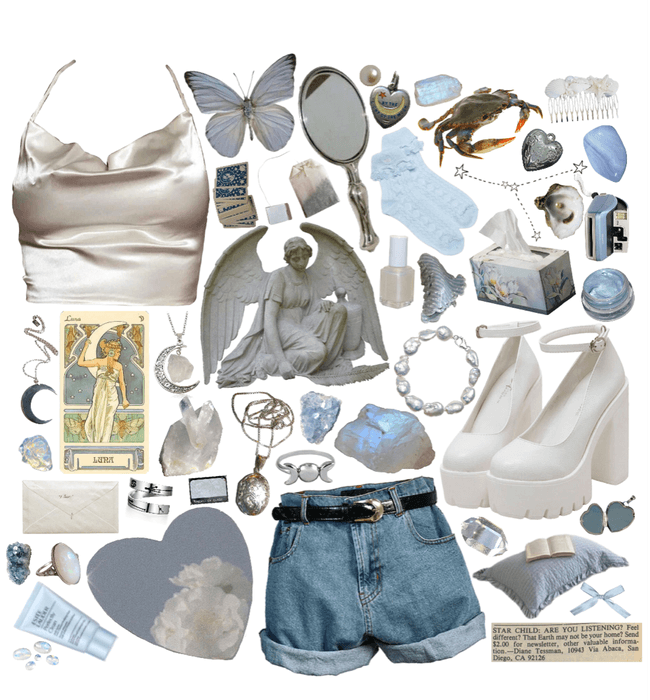 Luna
LUNA
STAR CHILD: ARE YOU LISTENING? Feel
different? That Earth may not be your home? Send
$2.00 for newsletter, other valuable informa-
tion.—Diane Tessman, 10943 Vis Abaca, San
Diego, CA 92126